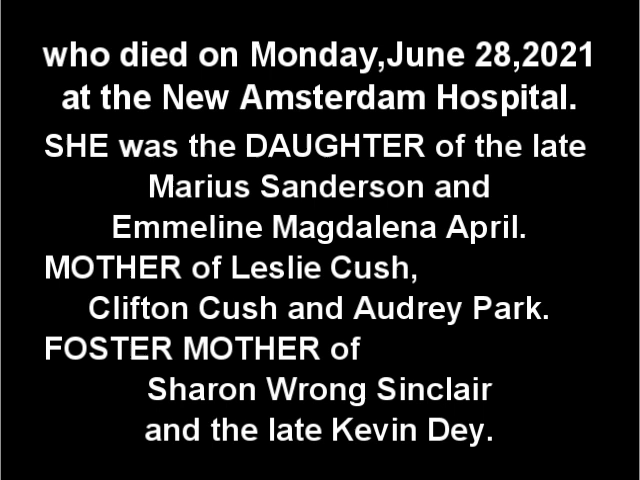 who died on Monday,June 28,2021
at the New Amsterdam Hospital.
SHE was the DAUGHTER of the late
Marius Sanderson and
Emmeline Magdalena April.
MOTHER of Leslie Cush,
Clifton Cush and Audrey Park.
FOSTER MOTHER of
Sharon Wrong Sinclair
and the late Kevin Dey.